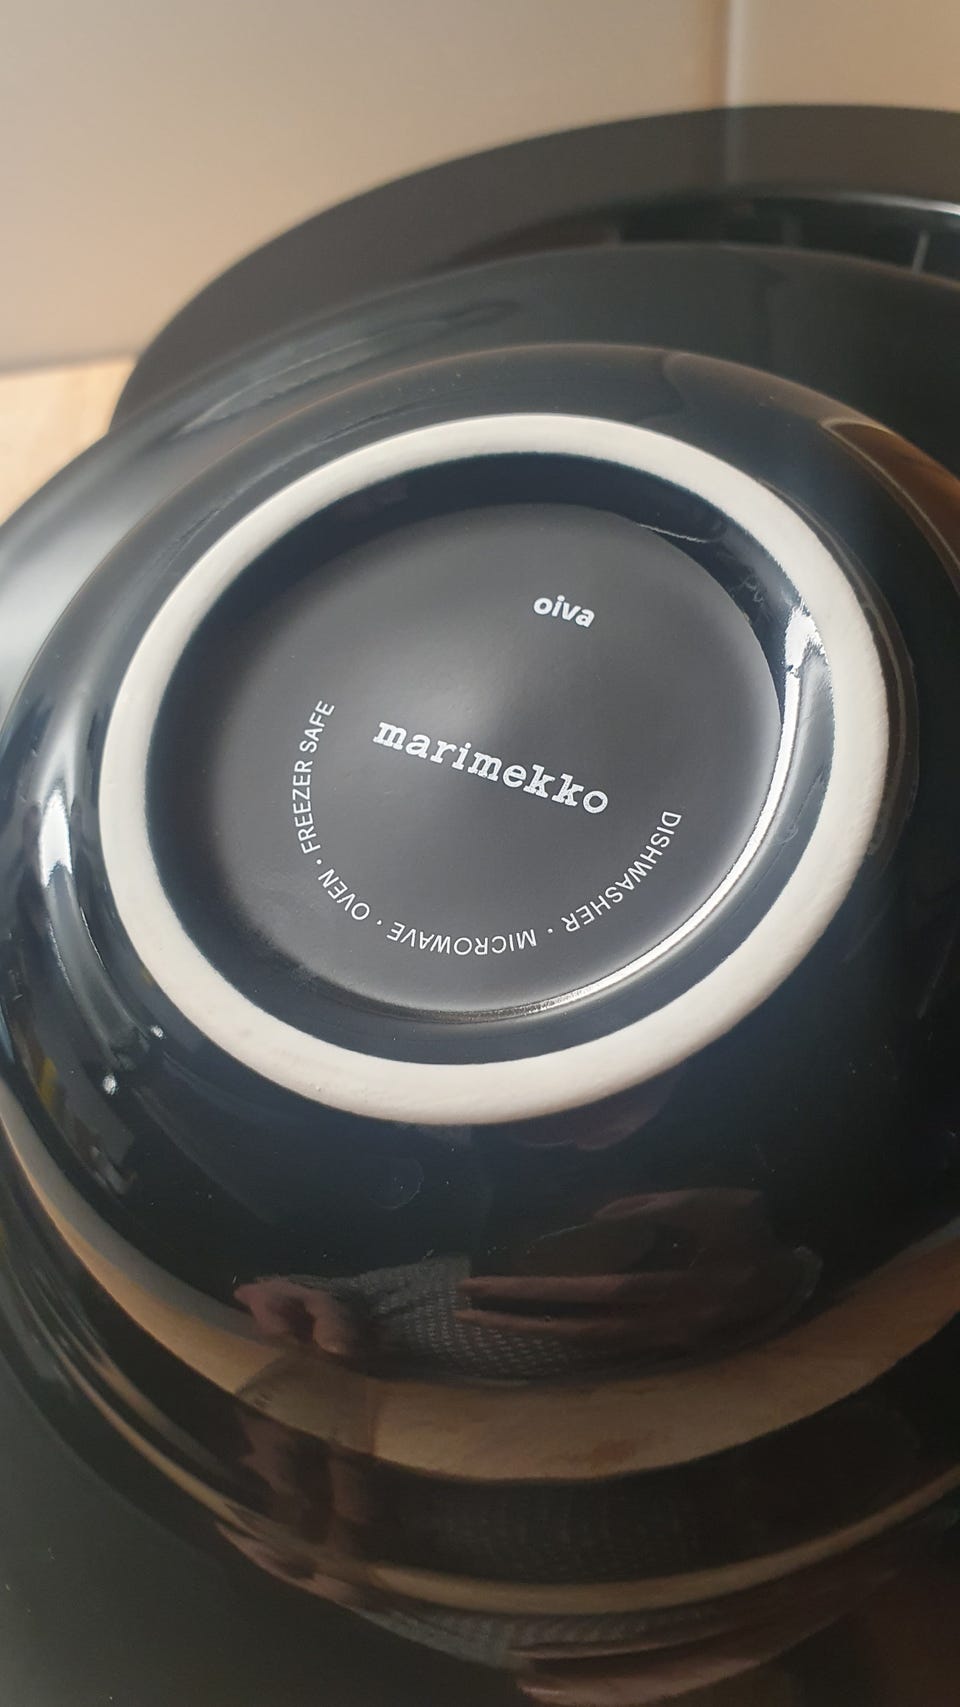 oiva
marimekko
DISHWASHER · MICROWAVE · OVEN · FREEZER SAFE